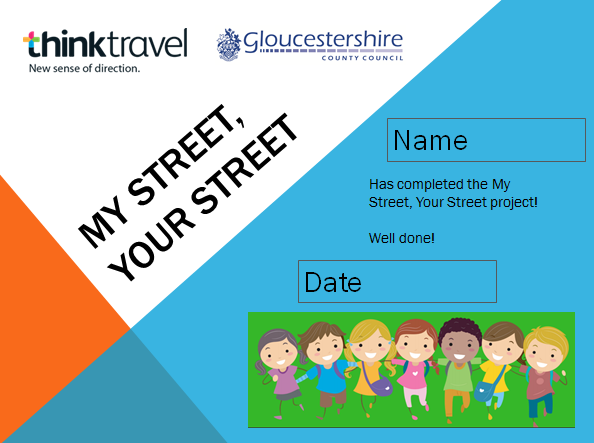 thinktravel
New sense of direction.
Gloucestershire
COUNTY COUNCIL
MY STREET,
YOUR STREET
Name
Has completed the My
Street, Your Street project!
Well done!
Date